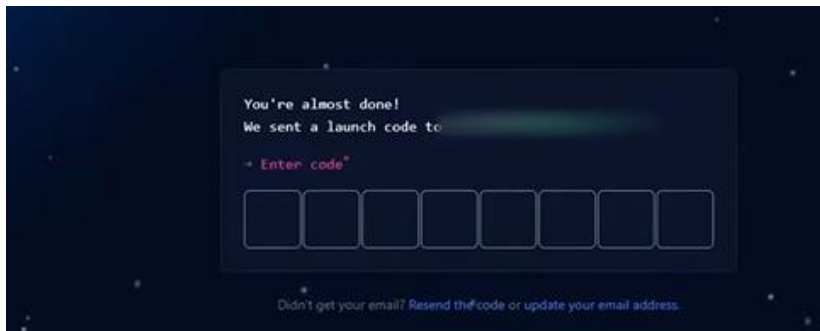 You're almost done!
We sent a launch code to
→ Enter code*
Didn't get your email? Resend the code or update your email address.